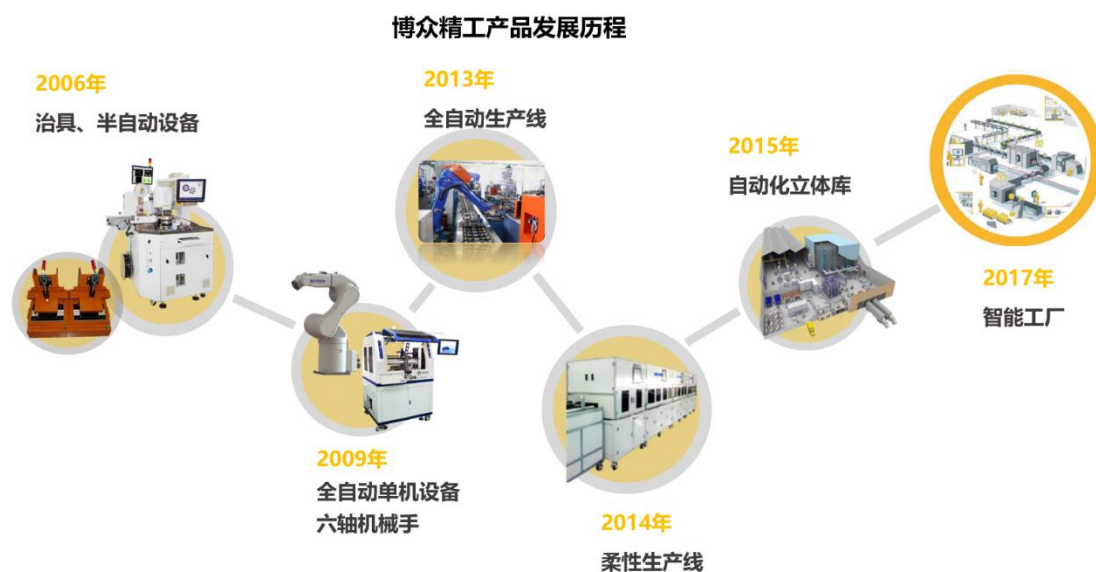 博众精工产品发展历程
2006年
治具、半自动设备
2009年
全自动单机设备
六轴机械手
2013年
全自动生产线
2014年
柔性生产线
2015年
自动化立体库
2017年
智能工厂